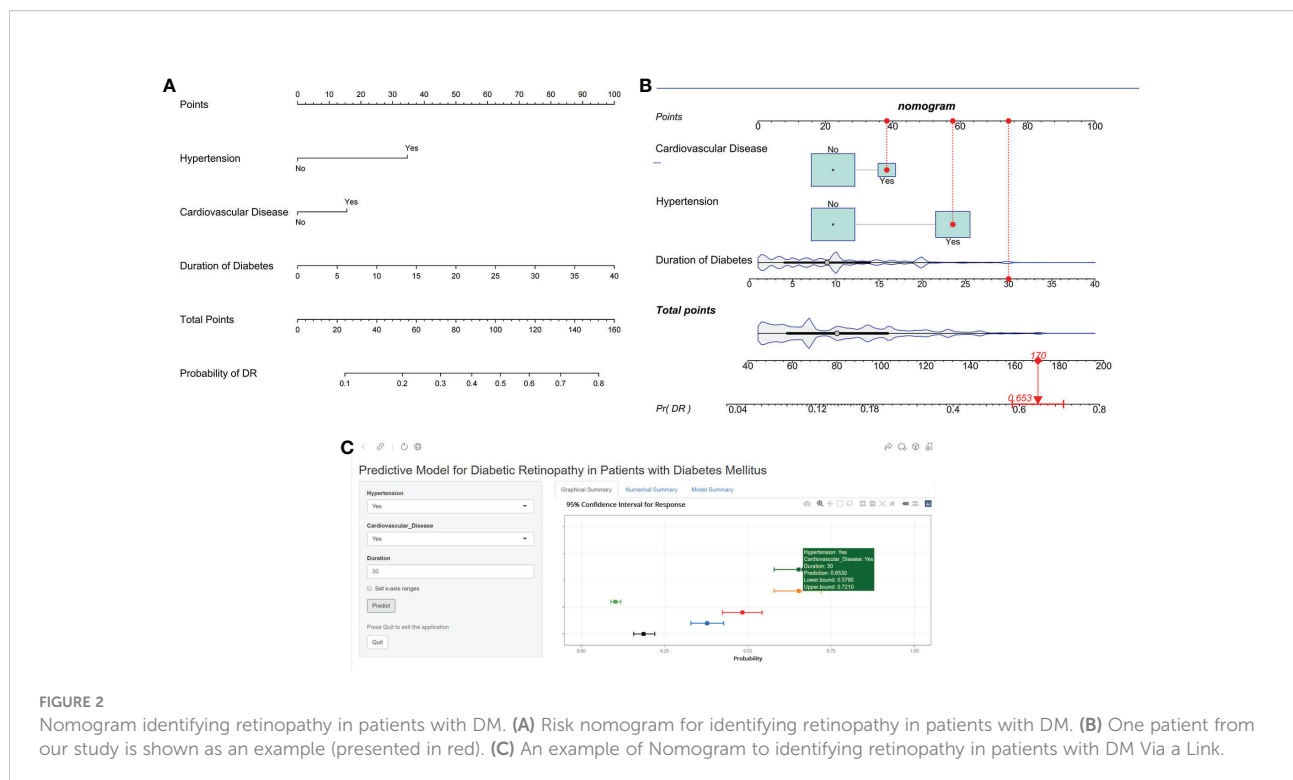 A
Points
0 10 20 30 40 50 60 70 80 90 100
Hypertension
Yes
No
Cardiovascular Disease
Yes
No
Duration of Diabetes
0 5 10 15 20 25 30 35 40
Total Points
0 20 40 60 80 100 120 140 160
Probability of DR
0.1 0.2 0.3 0.4 0.5 0.6 0.7 0.8
B
nomogram
Points
0 20 40 60 80 100
Cardiovascular Disease
No
Yes
Hypertension
No
Yes
Duration of Diabetes
0 5 10 15 20 25 30 40
Total points
170
40 60 80 100 120 140 160 180 200
0.653
Pr( DR )
0.04 0.12 0.18 0.4 0.6 0.8
C
Predictive Model for Diabetic Retinopathy in Patients with Diabetes Mellitus
Hypertension
Yes
Cardiovascular_Disease
Yes
Duration
30
Set x-axis ranges
Predict
Press Quit to exit the application
Quit
Graphical Summary Numerical Summary Model Summary
95% Confidence Interval for Response
Hypertension: Yes
Cardiovascular_Disease: Yes
Duration: 30
Prediction: 0.6530
Lower.bound: 0.5790
Upper.bound: 0.7210
0.00 0.25 0.50 0.75 1.00
Probability
FIGURE 2
Nomogram identifying retinopathy in patients with DM. (A) Risk nomogram for identifying retinopathy in patients with DM. (B) One patient from
our study is shown as an example (presented in red). (C) An example of Nomogram to identifying retinopathy in patients with DM Via a Link.